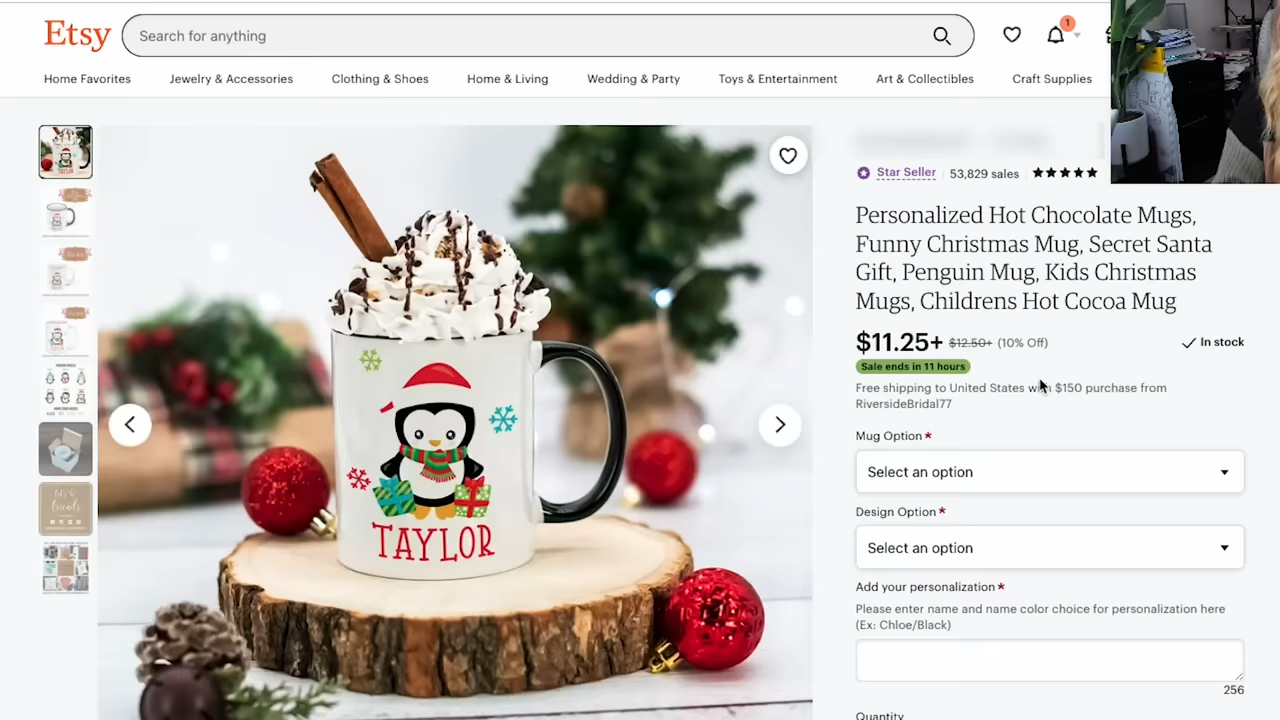 Etsy
Search for anything
1
Home Favorites
Jewelry & Accessories
Clothing & Shoes
Home & Living
Wedding & Party
Toys & Entertainment
Art & Collectibles
Craft Supplies
Star Seller
53,829 sales
Personalized Hot Chocolate Mugs,
Funny Christmas Mug, Secret Santa
Gift, Penguin Mug, Kids Christmas
Mugs, Childrens Hot Cocoa Mug
$11.25+ $12.50+ (10% Off)
In stock
Sale ends in 11 hours
Free shipping to United States with $150 purchase from
RiversideBridal77
Mug Option *
Select an option
Design Option *
Select an option
Add your personalization *
Please enter name and name color choice for personalization here
(Ex: Chloe/Black)
256
Quantity
TAYLOR